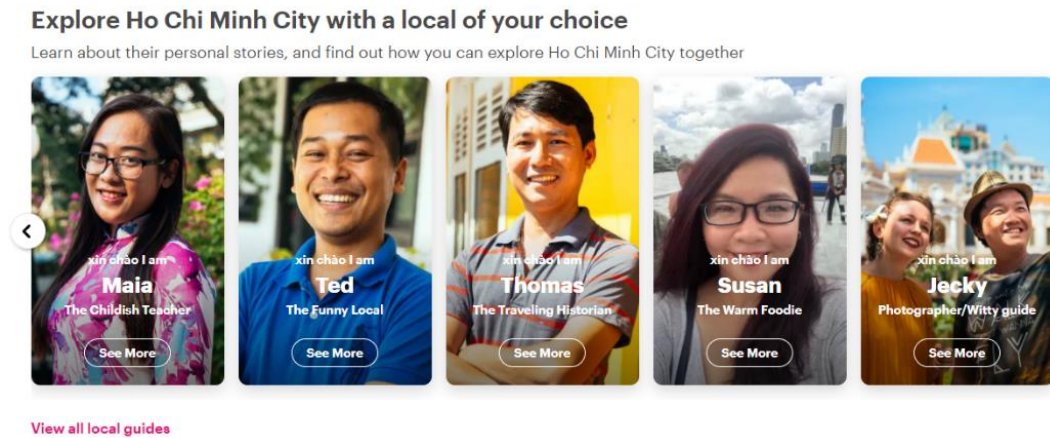 Explore Ho Chi Minh City with a local of your choice
Learn about their personal stories, and find out how you can explore Ho Chi Minh City together
xin chào I am
Maia
The Childish Teacher
See More
xin chào I am
Ted
The Funny Local
See More
xin chào I am
Thomas
The Traveling Historian
See More
xin chào I am
Susan
The Warm Foodie
See More
xin chào I am
Jecky
Photographer/Witty guide
See More
View all local guides